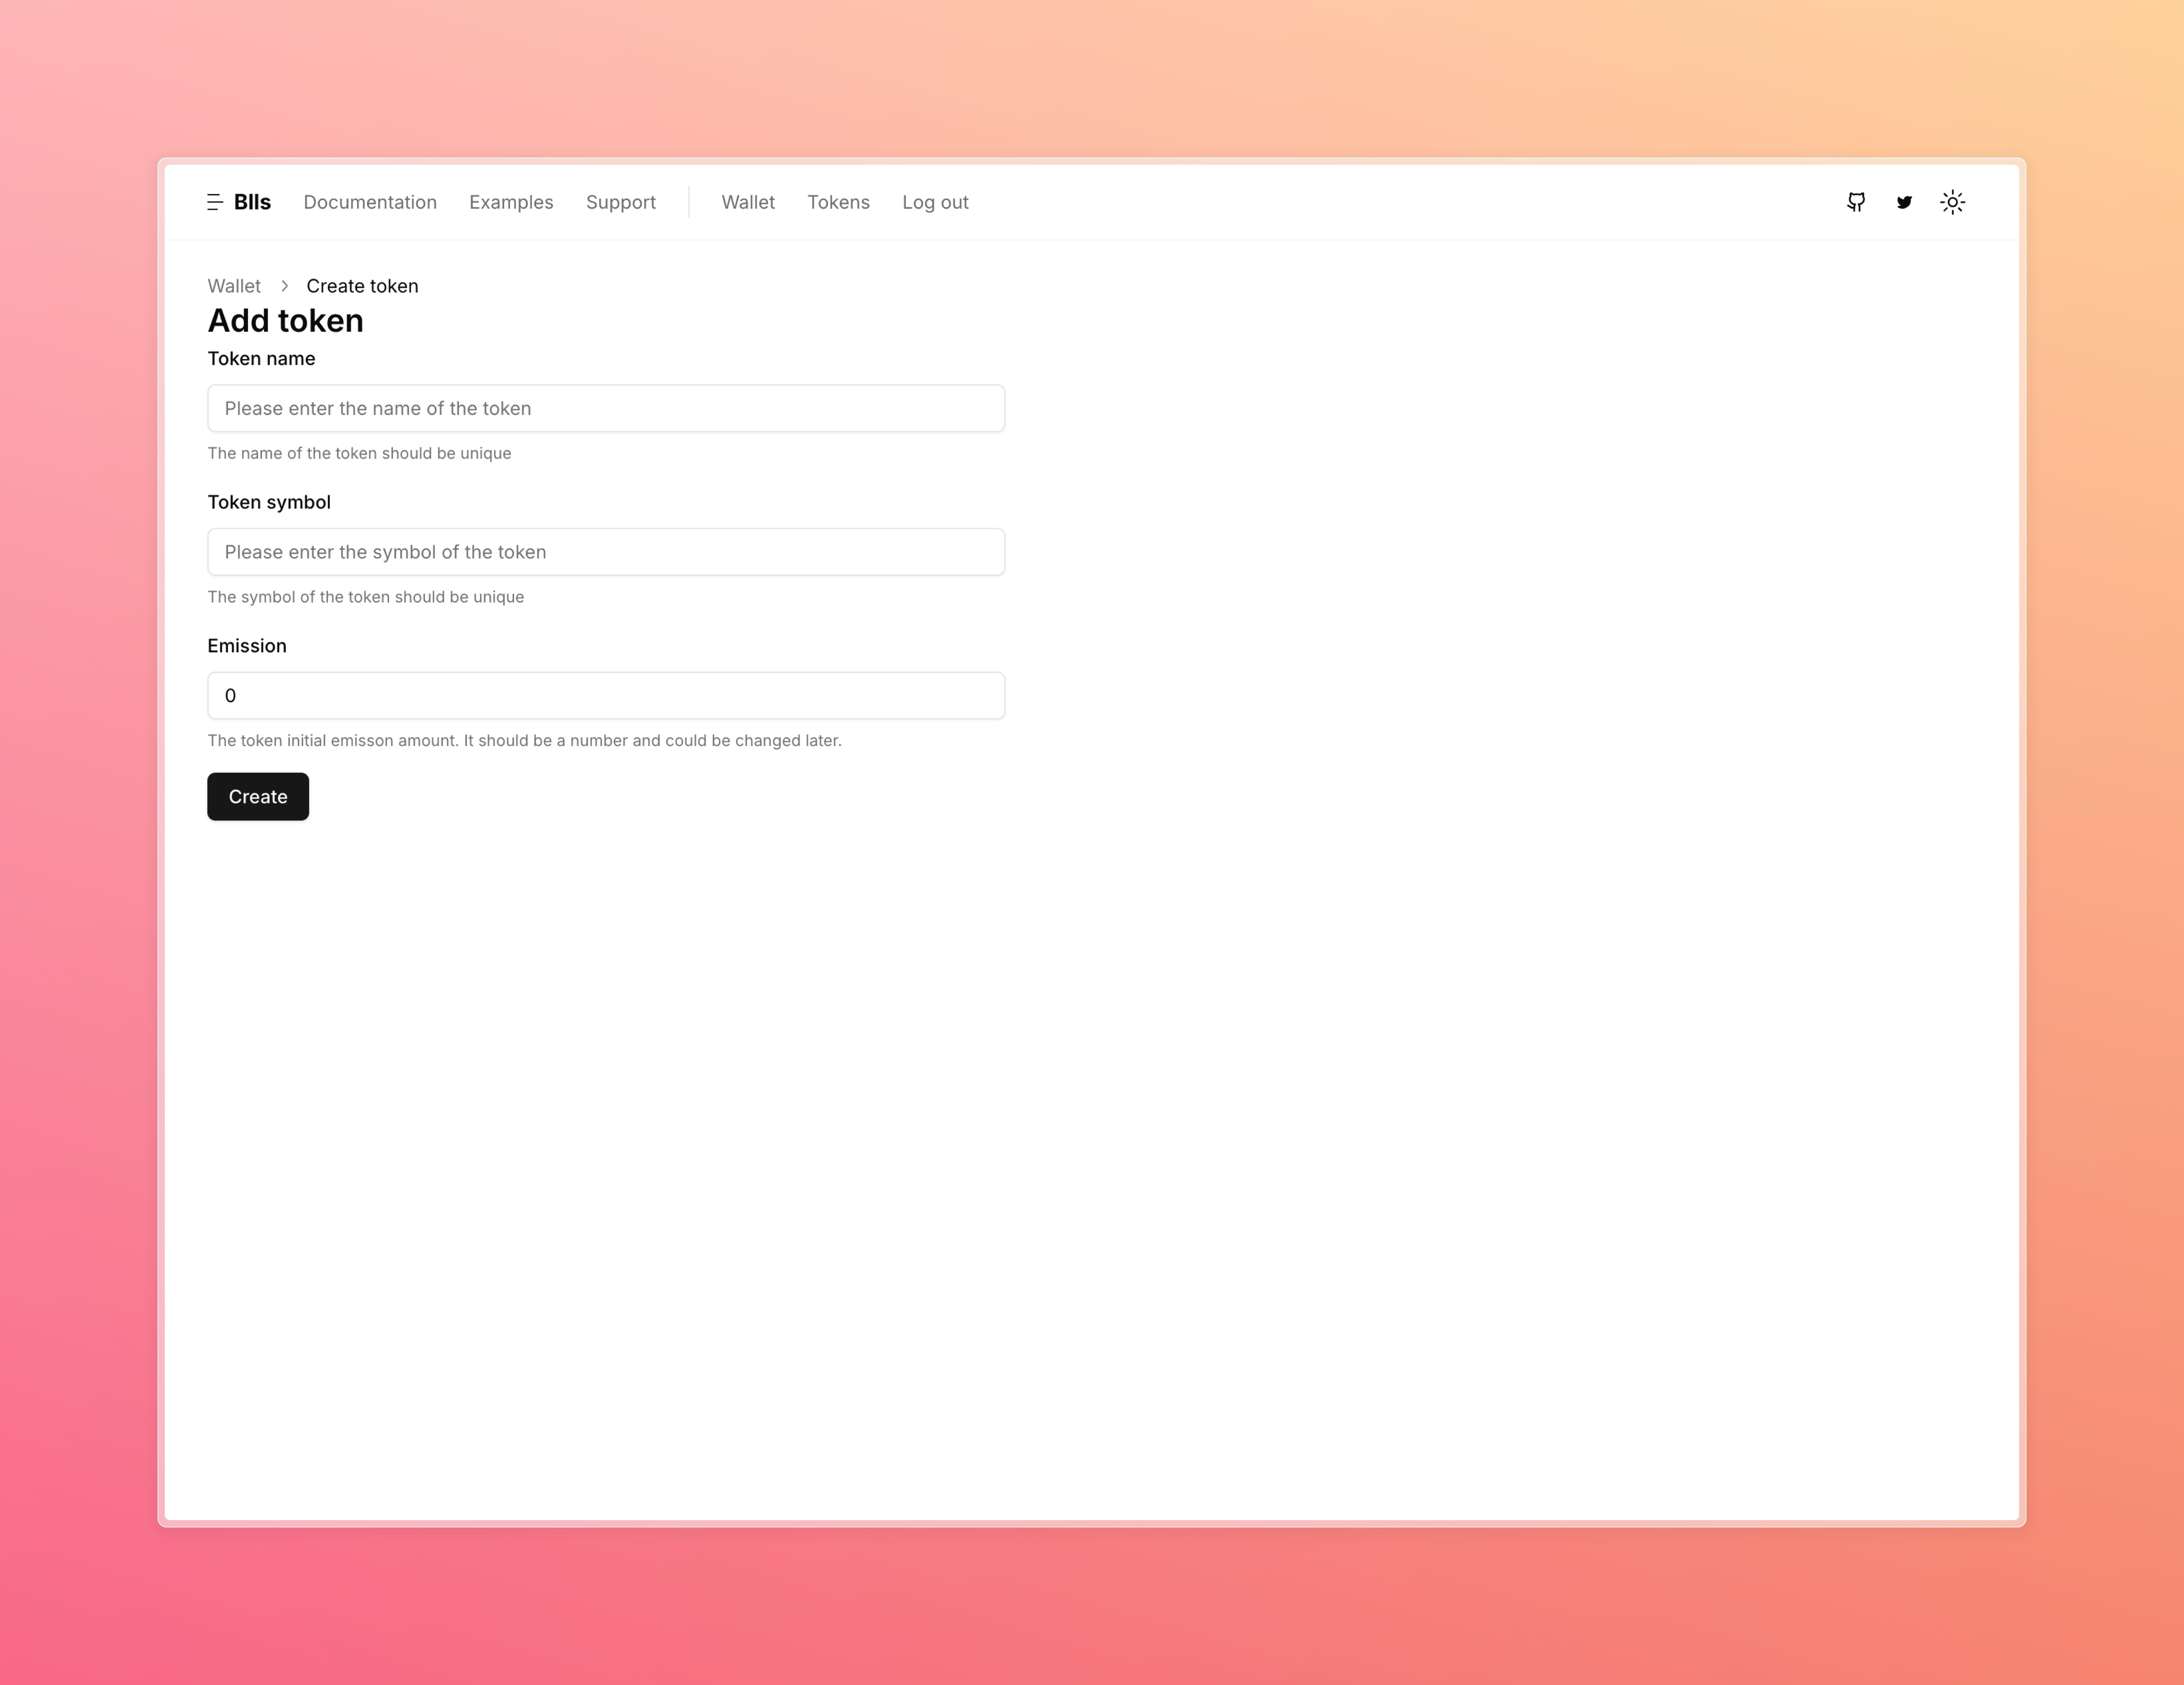 Blls Documentation Examples Support Wallet Tokens Log out
Wallet Create token
Add token
Token name
Please enter the name of the token
The name of the token should be unique
Token symbol
Please enter the symbol of the token
The symbol of the token should be unique
Emission
0
The token initial emisson amount. It should be a number and could be changed later.
Create